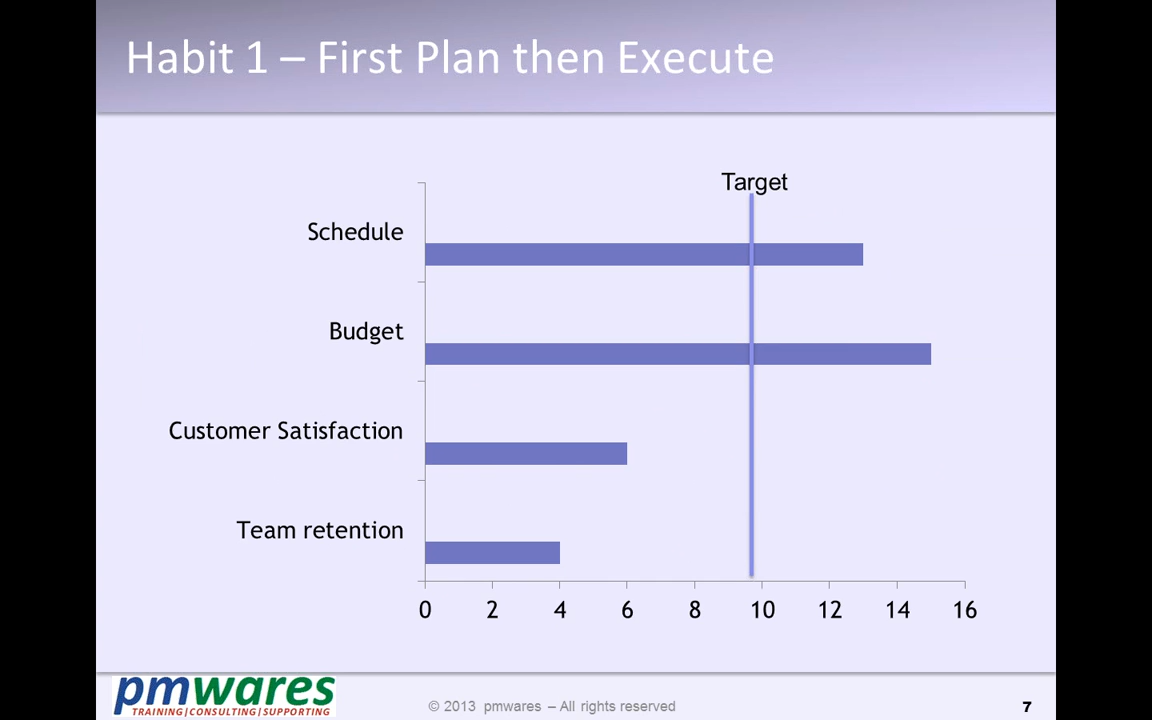 Habit 1 – First Plan then Execute
Target
Schedule
Budget
Customer Satisfaction
Team retention
0 2 4 6 8 10 12 14 16
pmwares
TRAINING|CONSULTING|SUPPORTING
© 2013 pmwares – All rights reserved
7